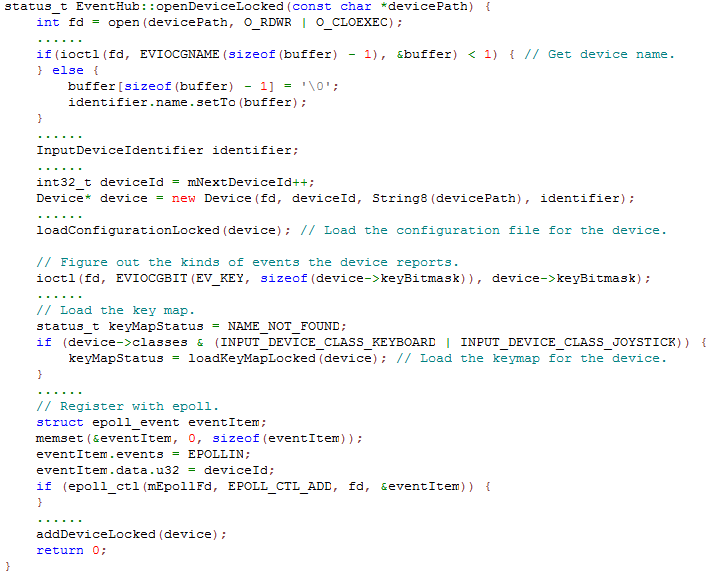 status_t EventHub::openDeviceLocked(const char *devicePath) {
    int fd = open(devicePath, O_RDWR | O_CLOEXEC);
    ......
    if(ioctl(fd, EVIOCGNAME(sizeof(buffer) - 1), &buffer) < 1) { // Get device name.
    } else {
        buffer[sizeof(buffer) - 1] = '\0';
        identifier.name.setTo(buffer);
    }
    ......
    InputDeviceIdentifier identifier;
    ......
    int32_t deviceId = mNextDeviceId++;
    Device* device = new Device(fd, deviceId, String8(devicePath), identifier);
    ......
    loadConfigurationLocked(device); // Load the configuration file for the device.

    // Figure out the kinds of events the device reports.
    ioctl(fd, EVIOCGBIT(EV_KEY, sizeof(device->keyBitmask)), device->keyBitmask);
    ......
    // Load the key map.
    status_t keyMapStatus = NAME_NOT_FOUND;
    if (device->classes & (INPUT_DEVICE_CLASS_KEYBOARD | INPUT_DEVICE_CLASS_JOYSTICK)) {
        keyMapStatus = loadKeyMapLocked(device); // Load the keymap for the device.
    }
    ......
    // Register with epoll.
    struct epoll_event eventItem;
    memset(&eventItem, 0, sizeof(eventItem));
    eventItem.events = EPOLLIN;
    eventItem.data.u32 = deviceId;
    if (epoll_ctl(mEpollFd, EPOLL_CTL_ADD, fd, &eventItem)) {
    }
    ......
    addDeviceLocked(device);
    return 0;
}